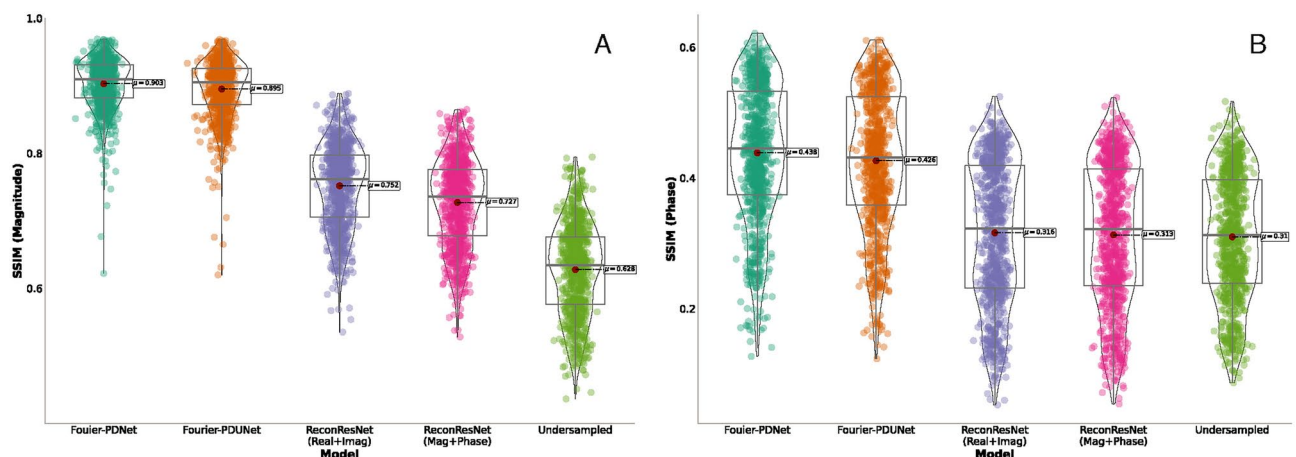 A
SSIM (Magnitude)
1.0
0.8
0.6
μ=0.903
μ=0.895
μ=0.752
μ=0.727
μ=0.628
Fouier-PDNet
Fourier-PDUNet
ReconResNet
(Real+Imag)
ReconResNet
(Mag+Phase)
Undersampled
Model
B
SSIM (Phase)
0.6
0.4
0.2
μ=0.438
μ=0.426
μ=0.316
μ=0.313
μ=0.31
Fouier-PDNet
Fourier-PDUNet
ReconResNet
(Real+Imag)
ReconResNet
(Mag+Phase)
Undersampled
Model